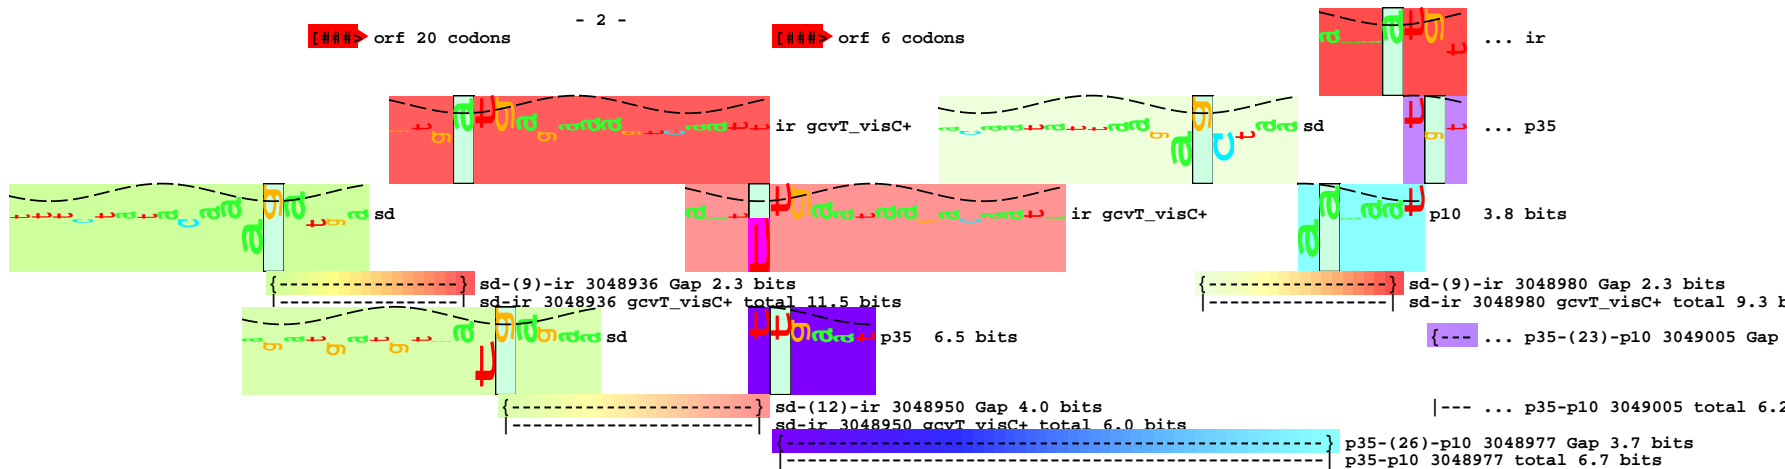 - 2 -
[###> orf 20 codons
[###> orf 6 codons
... ir
ir gcvT_visC+
sd
... p35
sd
ir gcvT_visC+
p10 3.8 bits
{-------------------} sd-(9)-ir 3048936 Gap 2.3 bits
|-------------------| sd-ir 3048936 gcvT_visC+ total 11.5 bits
{-------------------} sd-(9)-ir 3048980 Gap 2.3 bits
|-------------------| sd-ir 3048980 gcvT_visC+ total 9.3 b
sd
p35 6.5 bits
{--- ... p35-(23)-p10 3049005 Gap
{-------------------------} sd-(12)-ir 3048950 Gap 4.0 bits
|-------------------------| sd-ir 3048950 gcvT_visC+ total 6.0 bits
|--- ... p35-p10 3049005 total 6.2
{------------------------------------------------------} p35-(26)-p10 3048977 Gap 3.7 bits
|------------------------------------------------------| p35-p10 3048977 total 6.7 bits